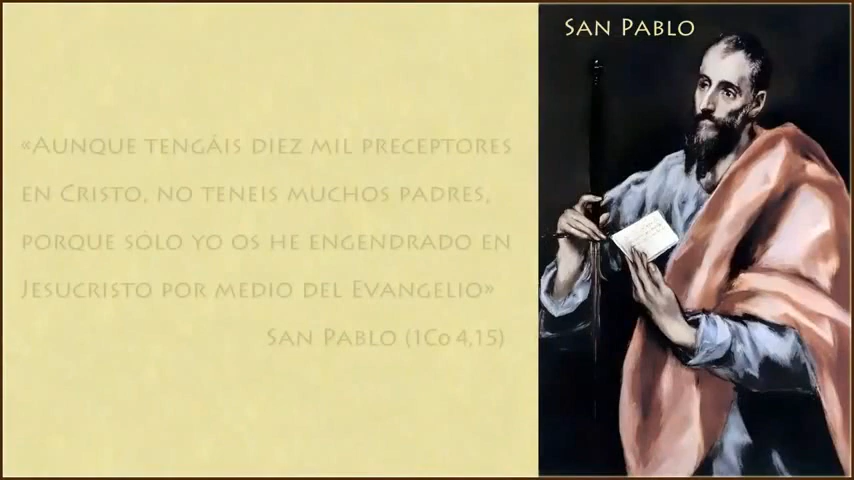 SAN PABLO
«AUNQUE TENGÁIS DIEZ MIL PRECEPTORES
EN CRISTO, NO TENEIS MUCHOS PADRES,
PORQUE SÓLO YO OS HE ENGENDRADO EN
JESUCRISTO POR MEDIO DEL EVANGELIO»
SAN PABLO (1CO 4,15)